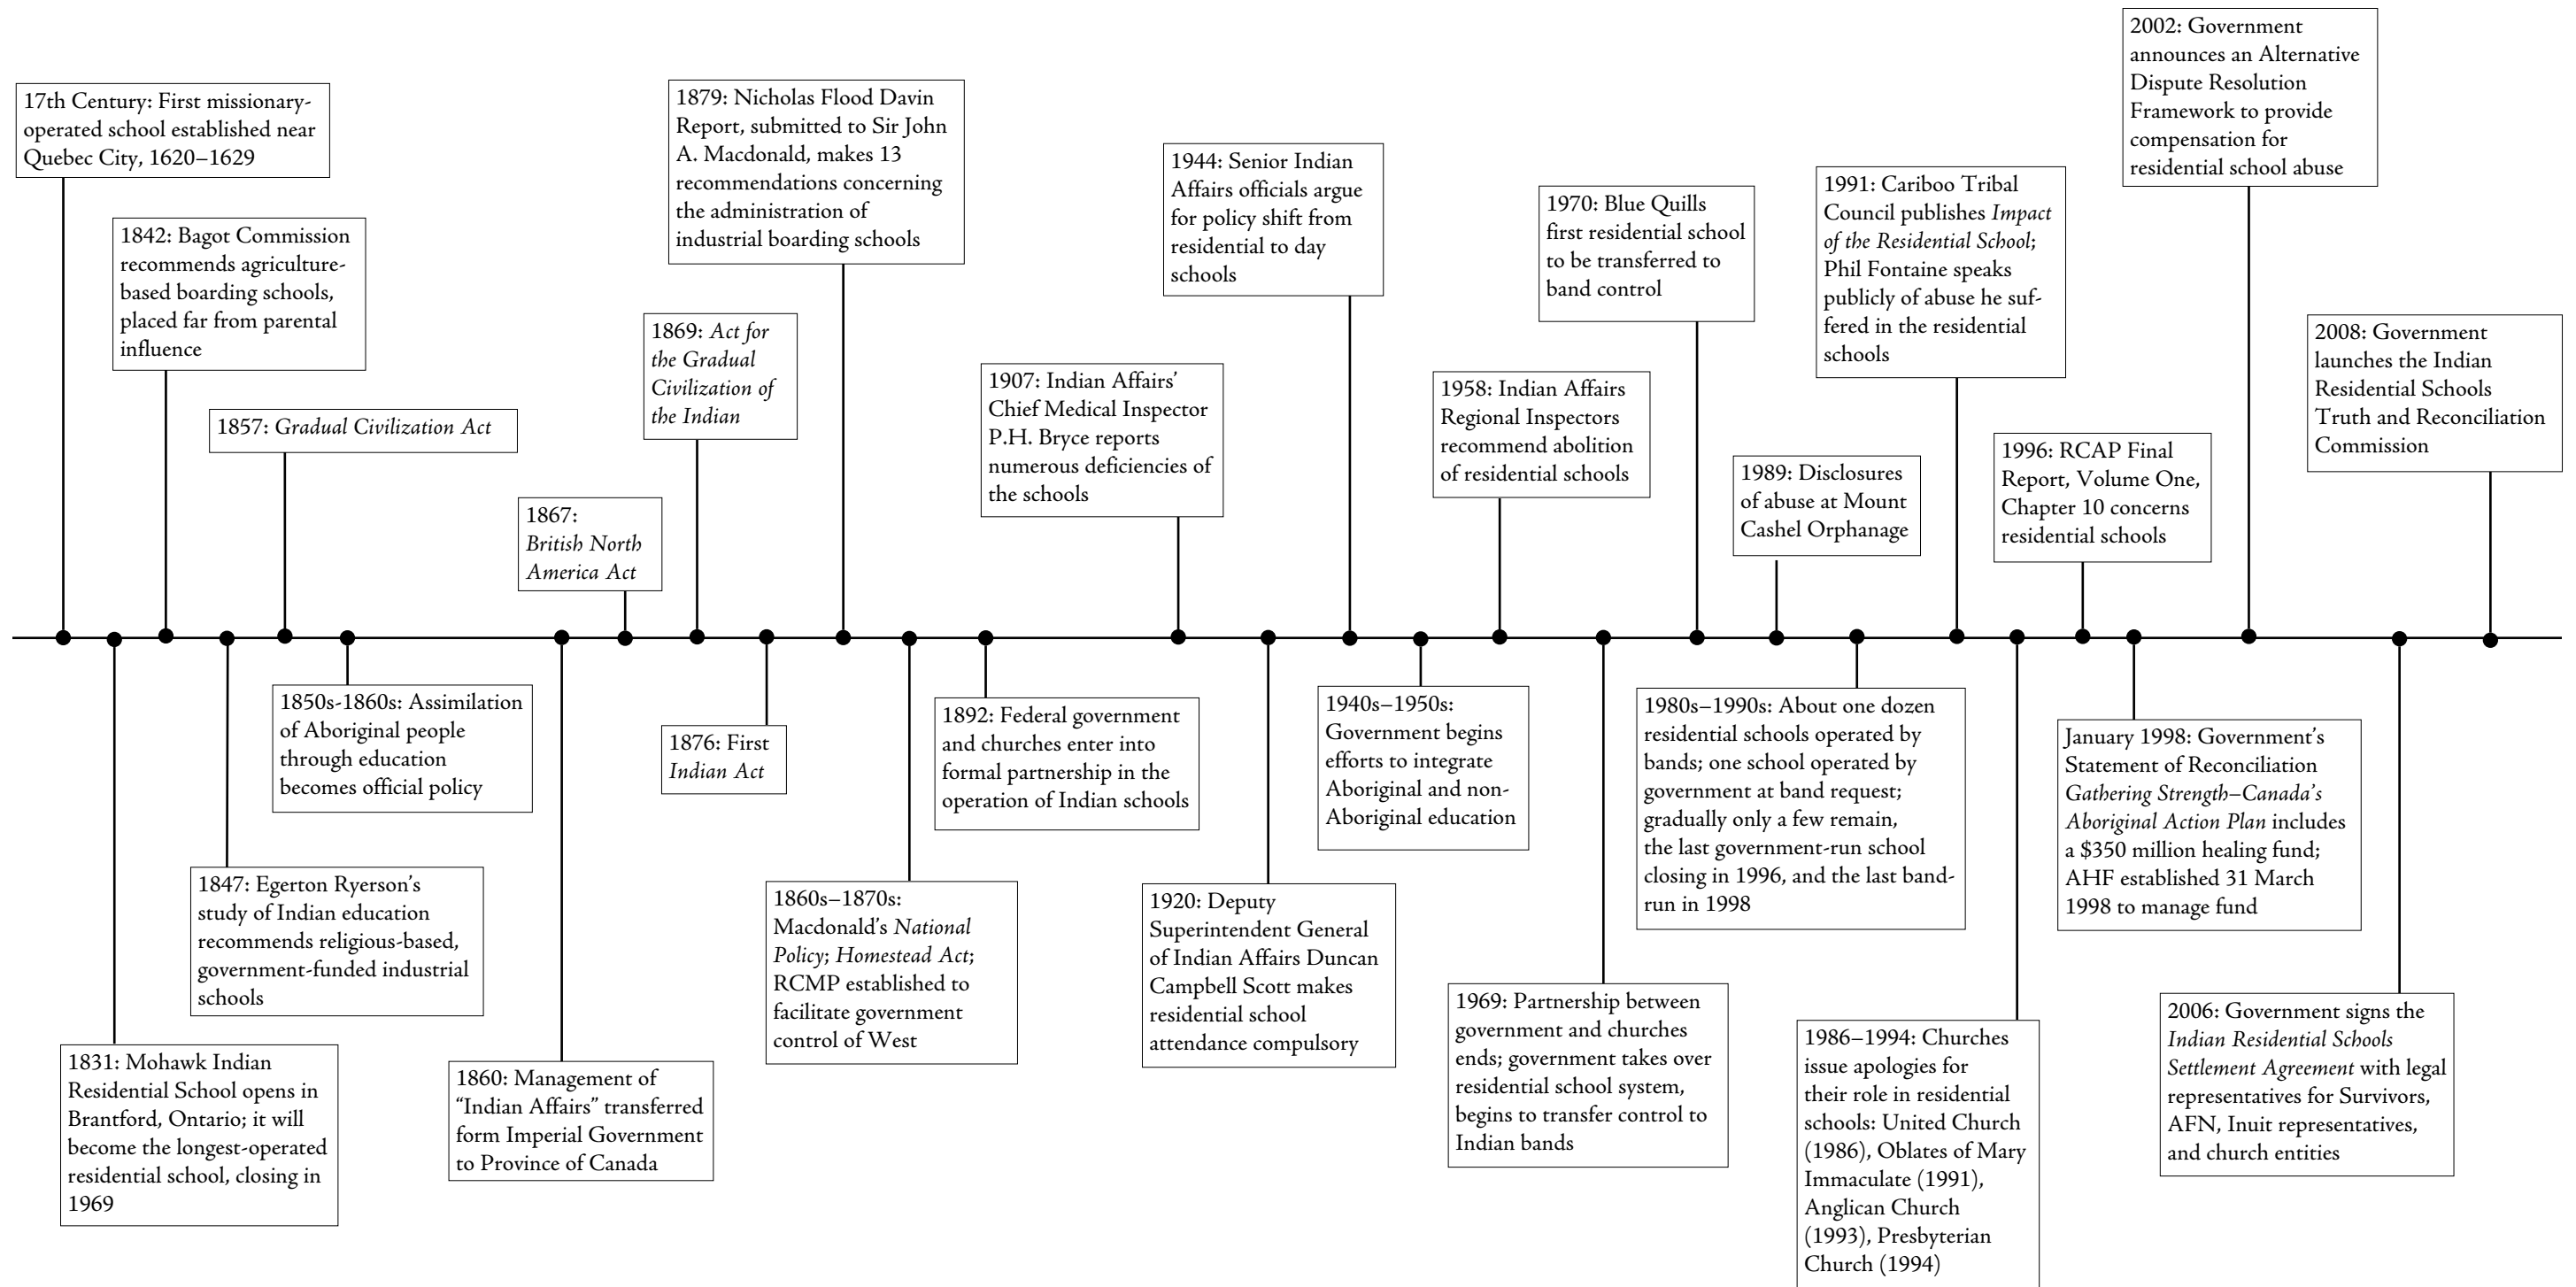 17th Century: First missionary-
operated school established near
Quebec City, 1620–1629
1831: Mohawk Indian
Residential School opens in
Brantford, Ontario; it will
become the longest-operated
residential school, closing in
1969
1842: Bagot Commission
recommends agriculture-
based boarding schools,
placed far from parental
influence
1847: Egerton Ryerson’s
study of Indian education
recommends religious-based,
government-funded industrial
schools
1857: Gradual Civilization Act
1850s-1860s: Assimilation
of Aboriginal people
through education
becomes official policy
1860: Management of
“Indian Affairs” transferred
form Imperial Government
to Province of Canada
1867:
British North
America Act
1869: Act for
the Gradual
Civilization of
the Indian
1876: First
Indian Act
1879: Nicholas Flood Davin
Report, submitted to Sir John
A. Macdonald, makes 13
recommendations concerning
the administration of
industrial boarding schools
1860s–1870s:
Macdonald’s National
Policy; Homestead Act;
RCMP established to
facilitate government
control of West
1892: Federal government
and churches enter into
formal partnership in the
operation of Indian schools
1907: Indian Affairs’
Chief Medical Inspector
P.H. Bryce reports
numerous deficiencies of
the schools
1920: Deputy
Superintendent General
of Indian Affairs Duncan
Campbell Scott makes
residential school
attendance compulsory
1944: Senior Indian
Affairs officials argue
for policy shift from
residential to day
schools
1940s–1950s:
Government begins
efforts to integrate
Aboriginal and non-
Aboriginal education
1958: Indian Affairs
Regional Inspectors
recommend abolition
of residential schools
1969: Partnership between
government and churches
ends; government takes over
residential school system,
begins to transfer control to
Indian bands
1970: Blue Quills
first residential school
to be transferred to
band control
1989: Disclosures
of abuse at Mount
Cashel Orphanage
1980s–1990s: About one dozen
residential schools operated by
bands; one school operated by
government at band request;
gradually only a few remain,
the last government-run school
closing in 1996, and the last band-
run in 1998
1991: Cariboo Tribal
Council publishes Impact
of the Residential School;
Phil Fontaine speaks
publicly of abuse he suf-
fered in the residential
schools
1986–1994: Churches
issue apologies for
their role in residential
schools: United Church
(1986), Oblates of Mary
Immaculate (1991),
Anglican Church
(1993), Presbyterian
Church (1994)
1996: RCAP Final
Report, Volume One,
Chapter 10 concerns
residential schools
January 1998: Government’s
Statement of Reconciliation
Gathering Strength–Canada’s
Aboriginal Action Plan includes
a $350 million healing fund;
AHF established 31 March
1998 to manage fund
2002: Government
announces an Alternative
Dispute Resolution
Framework to provide
compensation for
residential school abuse
2006: Government signs the
Indian Residential Schools
Settlement Agreement with legal
representatives for Survivors,
AFN, Inuit representatives,
and church entities
2008: Government
launches the Indian
Residential Schools
Truth and Reconciliation
Commission